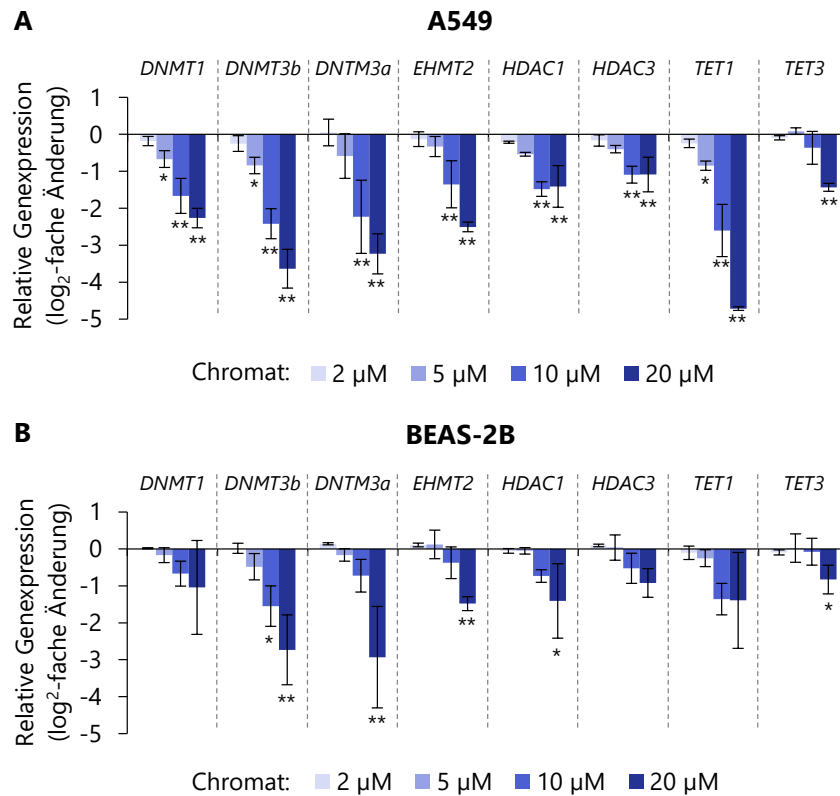 A
A549
DNMT1 DNMT3b DNTM3a EHMT2 HDAC1 HDAC3 TET1 TET3
Relative Genexpression
(log₂-fache Änderung)
1
0
-1
-2
-3
-4
-5
* ** **
* ** **
** **
** **
** **
** **
* ** **
**
Chromat: 2 µM 5 µM 10 µM 20 µM
B
BEAS-2B
DNMT1 DNMT3b DNTM3a EHMT2 HDAC1 HDAC3 TET1 TET3
Relative Genexpression
(log²-fache Änderung)
1
0
-1
-2
-3
-4
-5
* **
**
**
*
*
Chromat: 2 µM 5 µM 10 µM 20 µM